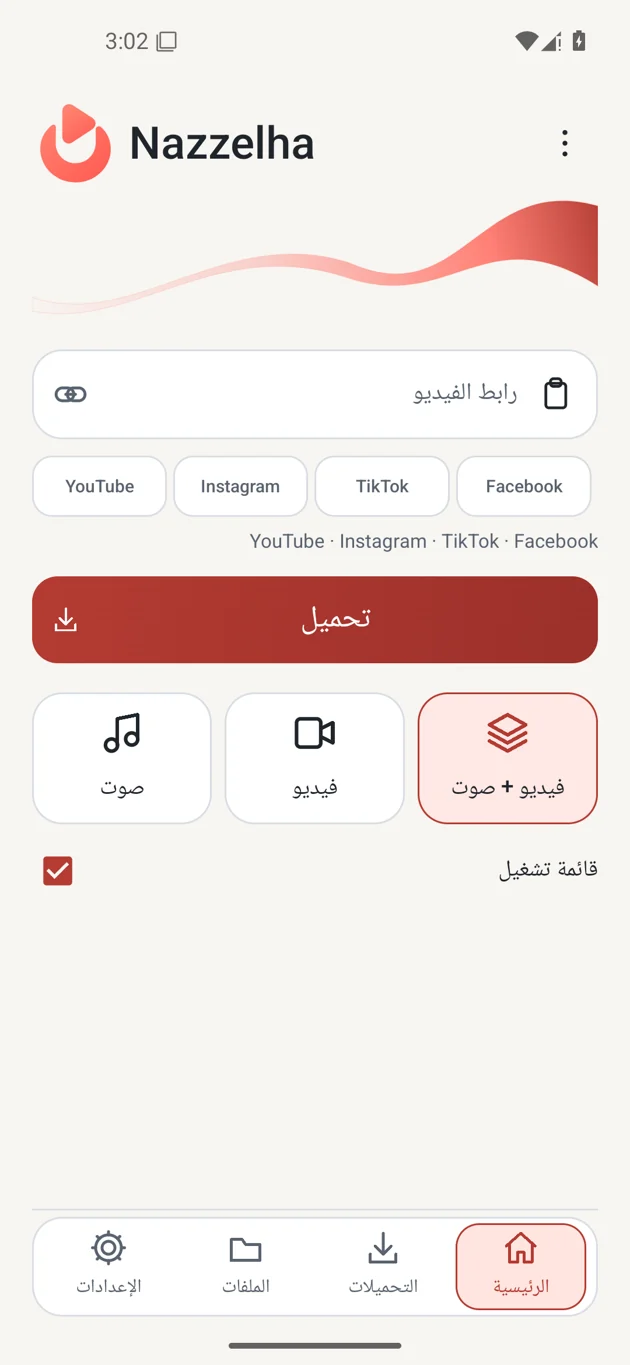 3:02
Nazzelha
رابط الفيديو
YouTube Instagram TikTok Facebook
YouTube · Instagram · TikTok · Facebook
تحميل
فيديو + صوت فيديو صوت
قائمة تشغيل
الرئيسية التحميلات الملفات الإعدادات